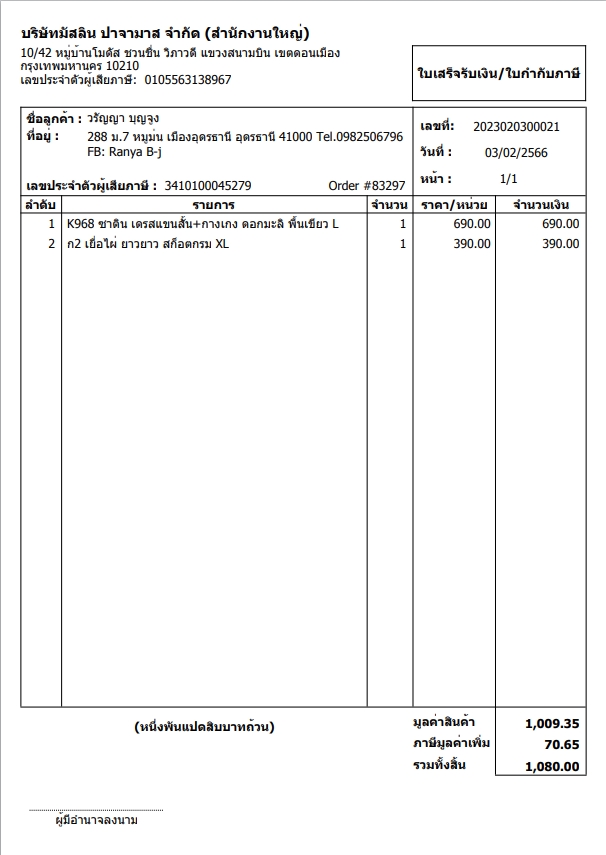 บริษัทมัสลิน ปาจามาส จำกัด (สำนักงานใหญ่)
10/42 หมู่บ้านโมดัส ชวนชื่น วิภาวดี แขวงสนามบิน เขตดอนเมือง
กรุงเทพมหานคร 10210
เลขประจำตัวผู้เสียภาษี: 0105563138967
ใบเสร็จรับเงิน/ใบกำกับภาษี
ชื่อลูกค้า : วรัญญา บุญจูง
ที่อยู่ : 288 ม.7 หมูม่น เมืองอุดรธานี อุดรธานี 41000 Tel.0982506796
FB: Ranya B-j
เลขประจำตัวผู้เสียภาษี : 3410100045279 Order #83297
เลขที่: 2023020300021
วันที่ : 03/02/2566
หน้า : 1/1
ลำดับ รายการ จำนวน ราคา/หน่วย จำนวนเงิน
1 K968 ซาติน เดรสแขนสั้น+กางเกง ดอกมะลิ พื้นเขียว L 1 690.00 690.00
2 ก2 เยื่อไผ่ ยาวยาว สก็อตกรม XL 1 390.00 390.00
(หนึ่งพันแปดสิบบาทถ้วน)
มูลค่าสินค้า 1,009.35
ภาษีมูลค่าเพิ่ม 70.65
รวมทั้งสิ้น 1,080.00
ผู้มีอำนาจลงนาม